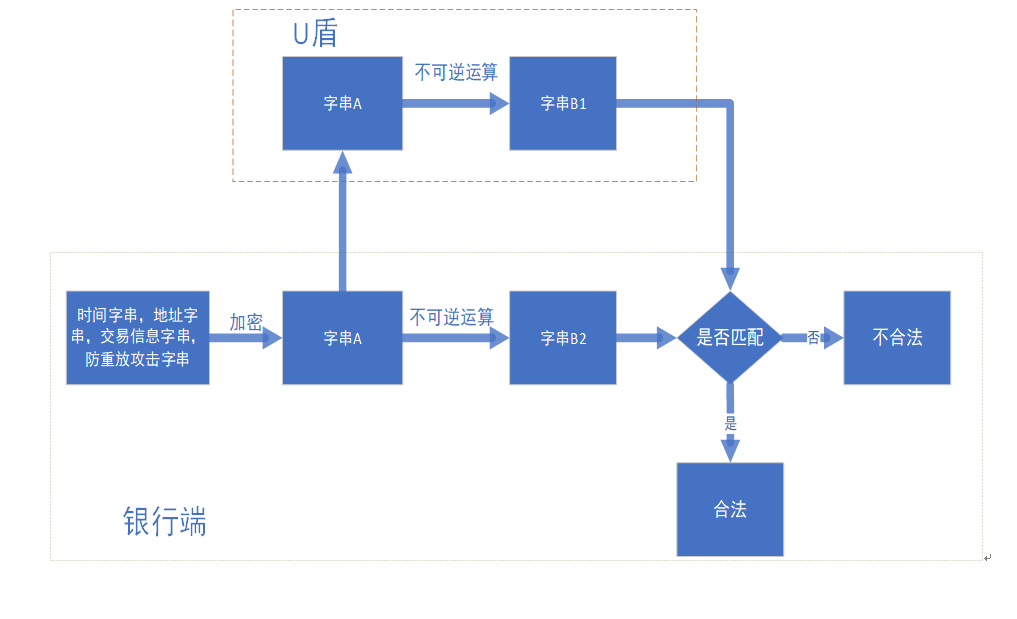 U盾
不可逆运算
字串A
字串B1
时间字串，地址字
串，交易信息字串，
防重放攻击字串
加密
字串A
不可逆运算
字串B2
是否匹配
否
不合法
是
合法
银行端